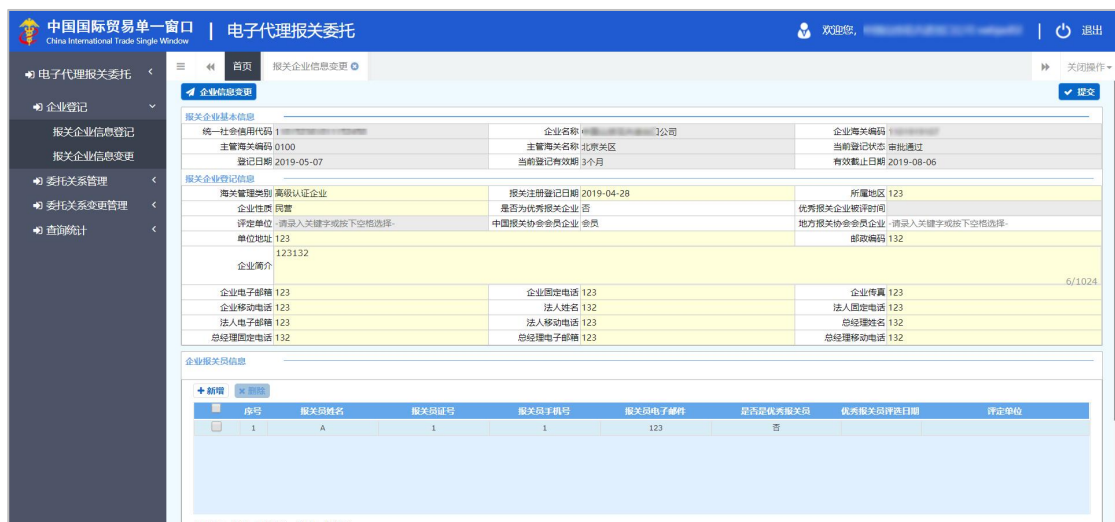 中国国际贸易单一窗口 | 电子代理报关委托 欢迎您, | 退出
China International Trade Single Window
电子代理报关委托 首页 报关企业信息变更 关闭操作
企业登记 企业信息变更 提交
报关企业信息登记
报关企业信息变更
委托关系管理
委托关系变更管理
查询统计
报关企业基本信息
统一社会信用代码 1 企业名称 公司 企业海关编码
主管海关编码 0100 主管海关名称 北京关区 当前登记状态 审批通过
登记日期 2019-05-07 当前登记有效期 3个月 有效截止日期 2019-08-06
报关企业登记信息
海关管理类别 高级认证企业 报关注册登记日期 2019-04-28 所属地区 123
企业性质 民营 是否为优秀报关企业 否 优秀报关企业被评时间
评定单位 -请录入关键字或按下空格选择- 中国报关协会会员企业 会员 地方报关协会会员企业 -请录入关键字或按下空格选择-
单位地址 123 邮政编码 132
企业简介 123132
6/1024
企业电子邮箱 123 企业固定电话 123 企业传真 123
企业移动电话 123 法人姓名 132 法人固定电话 123
法人电子邮箱 123 法人移动电话 123 总经理姓名 132
总经理固定电话 132 总经理电子邮箱 123 总经理移动电话 132
企业报关员信息
新增 删除
序号 报关员姓名 报关员证号 报关员手机号 报关员电子邮件 是否是优秀报关员 优秀报关员评选日期 评定单位
1 A 1 1 123 否